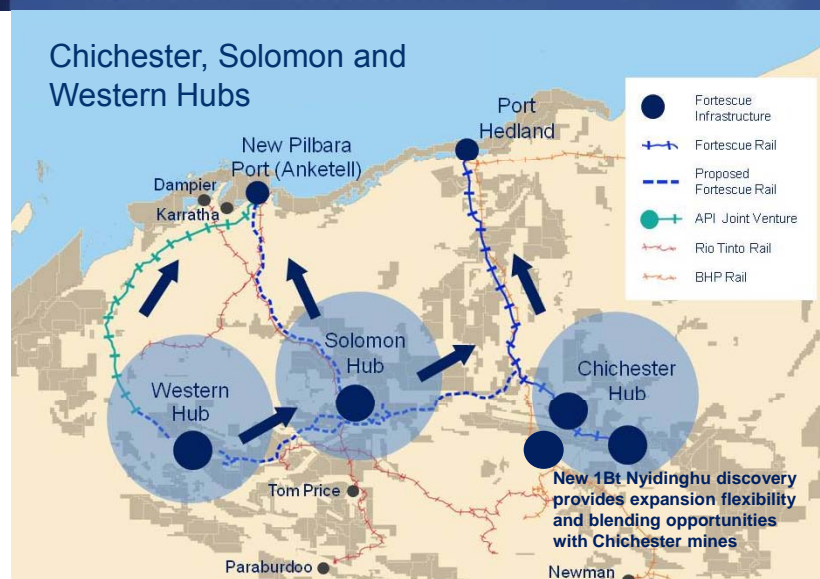 Chichester, Solomon and
Western Hubs
Port
Hedland
New Pilbara
Port (Anketell)
Dampier
Karratha
Fortescue
Infrastructure
Fortescue Rail
Proposed
Fortescue Rail
API Joint Venture
Rio Tinto Rail
BHP Rail
Solomon
Hub
Chichester
Hub
Western
Hub
New 1Bt Nyidinghu discovery
provides expansion flexibility
and blending opportunities
with Chichester mines
Tom Price
Paraburdoo
Newman